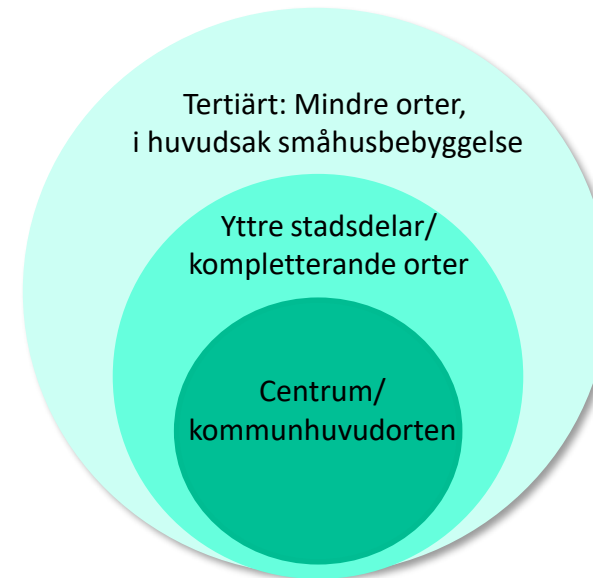 Tertiärt: Mindre orter,
i huvudsak småhusbebyggelse
Yttre stadsdelar/
kompletterande orter
Centrum/
kommunhuvudorten